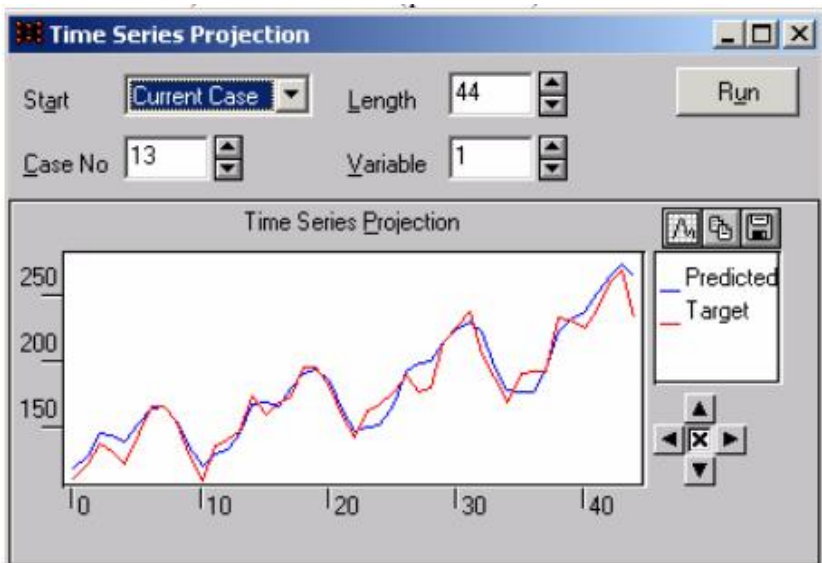 Time Series Projection
Start Current Case Length 44 Run
Case No 13 Variable 1
Time Series Projection
Predicted
Target
250
200
150
0 10 20 30 40